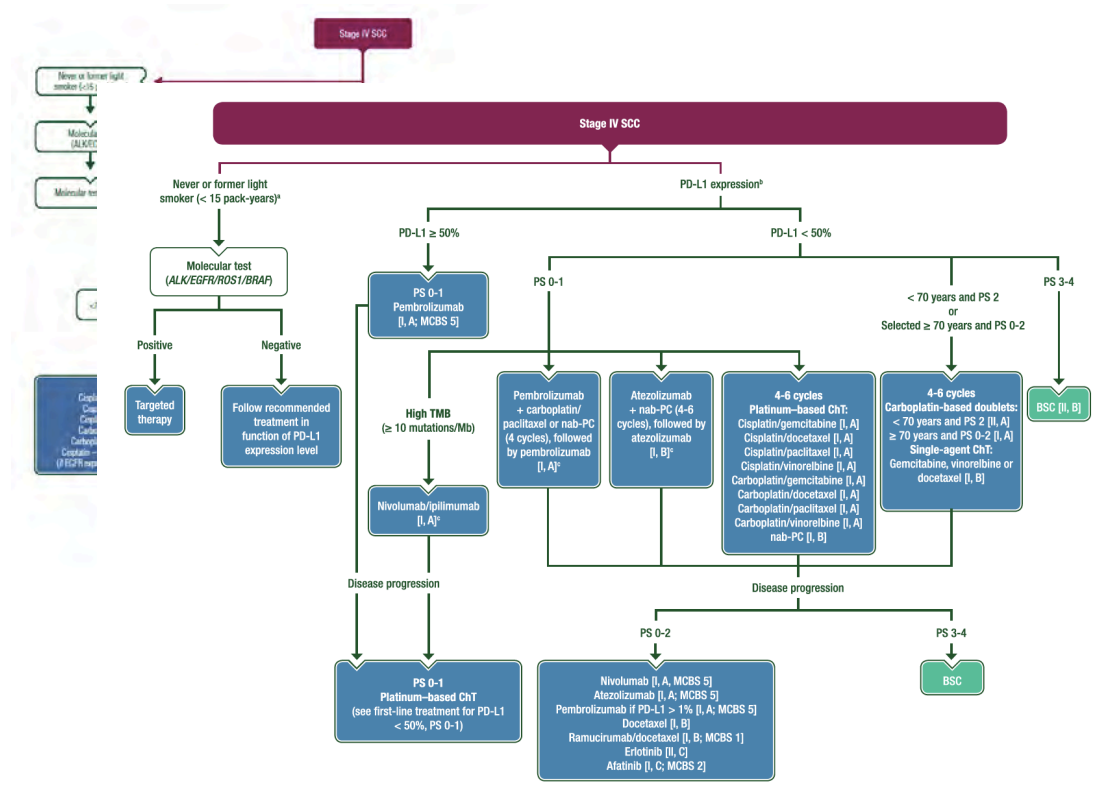 Stage IV SCC
Never or former light
smoker (<15
Molecula
(ALK/EG
Molecular tes
Stage IV SCC
Never or former light
smoker (< 15 pack-years)ᵃ
PD-L1 expressionᵇ
PD-L1 ≥ 50%
PD-L1 < 50%
Molecular test
(ALK/EGFR/ROS1/BRAF)
Positive
Negative
Targeted
therapy
Follow recommended
treatment in
function of PD-L1
expression level
PS 0-1
Pembrolizumab
[I, A; MCBS 5]
PS 0-1
< 70 years and PS 2
or
Selected ≥ 70 years and PS 0-2
PS 3-4
High TMB
(≥ 10 mutations/Mb)
Nivolumab/ipilimumab
[I, A]ᶜ
Pembrolizumab
+ carboplatin/
paclitaxel or nab-PC
(4 cycles), followed
by pembrolizumab
[I, A]ᶜ
Atezolizumab
+ nab-PC (4-6
cycles), followed by
atezolizumab
[I, B]ᶜ
4-6 cycles
Platinum–based ChT:
Cisplatin/gemcitabine [I, A]
Cisplatin/docetaxel [I, A]
Cisplatin/paclitaxel [I, A]
Cisplatin/vinorelbine [I, A]
Carboplatin/gemcitabine [I, A]
Carboplatin/docetaxel [I, A]
Carboplatin/paclitaxel [I, A]
Carboplatin/vinorelbine [I, A]
nab-PC [I, B]
4-6 cycles
Carboplatin-based doublets:
< 70 years and PS 2 [II, A]
≥ 70 years and PS 0-2 [I, A]
Single-agent ChT:
Gemcitabine, vinorelbine or
docetaxel [I, B]
BSC [II, B]
Disease progression
Disease progression
PS 0-2
PS 3-4
PS 0-1
Platinum–based ChT
(see first-line treatment for PD-L1
< 50%, PS 0-1)
Nivolumab [I, A, MCBS 5]
Atezolizumab [I, A; MCBS 5]
Pembrolizumab if PD-L1 > 1% [I, A; MCBS 5]
Docetaxel [I, B]
Ramucirumab/docetaxel [I, B; MCBS 1]
Erlotinib [II, C]
Afatinib [I, C; MCBS 2]
BSC